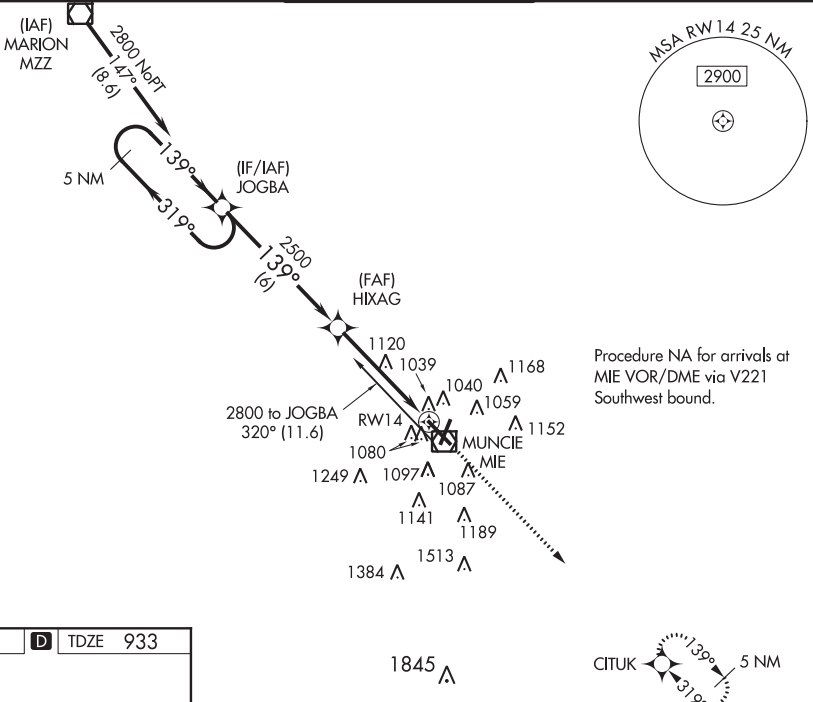 (IAF)
MARION
MZZ
2800 NoPT
147°
(8.6)
MSA RW14 25 NM
2900
5 NM
139°
319°
(IF/IAF)
JOGBA
2500
139°
(6)
(FAF)
HIXAG
1120
1039
1040
1168
1059
1152
Procedure NA for arrivals at
MIE VOR/DME via V221
Southwest bound.
2800 to JOGBA
320° (11.6)
RW14
1080
MUNCIE
MIE
1249
1097
1087
1141
1189
1513
1384
D TDZE 933
1845
CITUK
139°
5 NM
319°